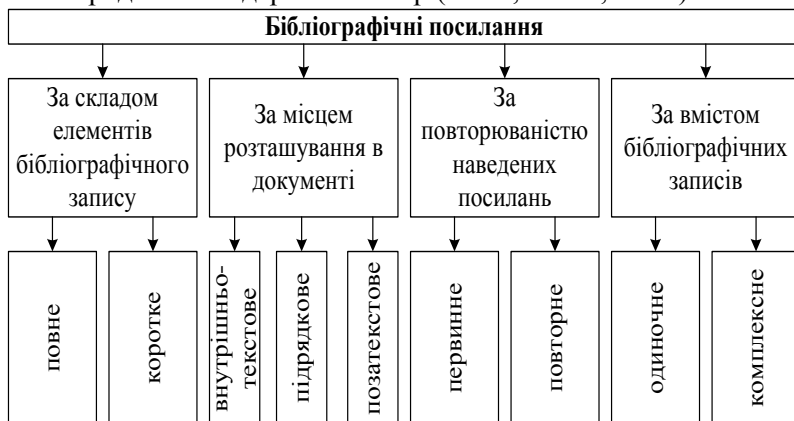 Бібліографічні посилання
За складом
елементів
бібліографічного
запису
За місцем
розташування в
документі
За
повторюваністю
наведених
посилань
За вмістом
бібліографічних
записів
повне
коротке
внутрішньо-
текстове
підрядкове
позатекстове
первинне
повторне
одиночне
комплексне